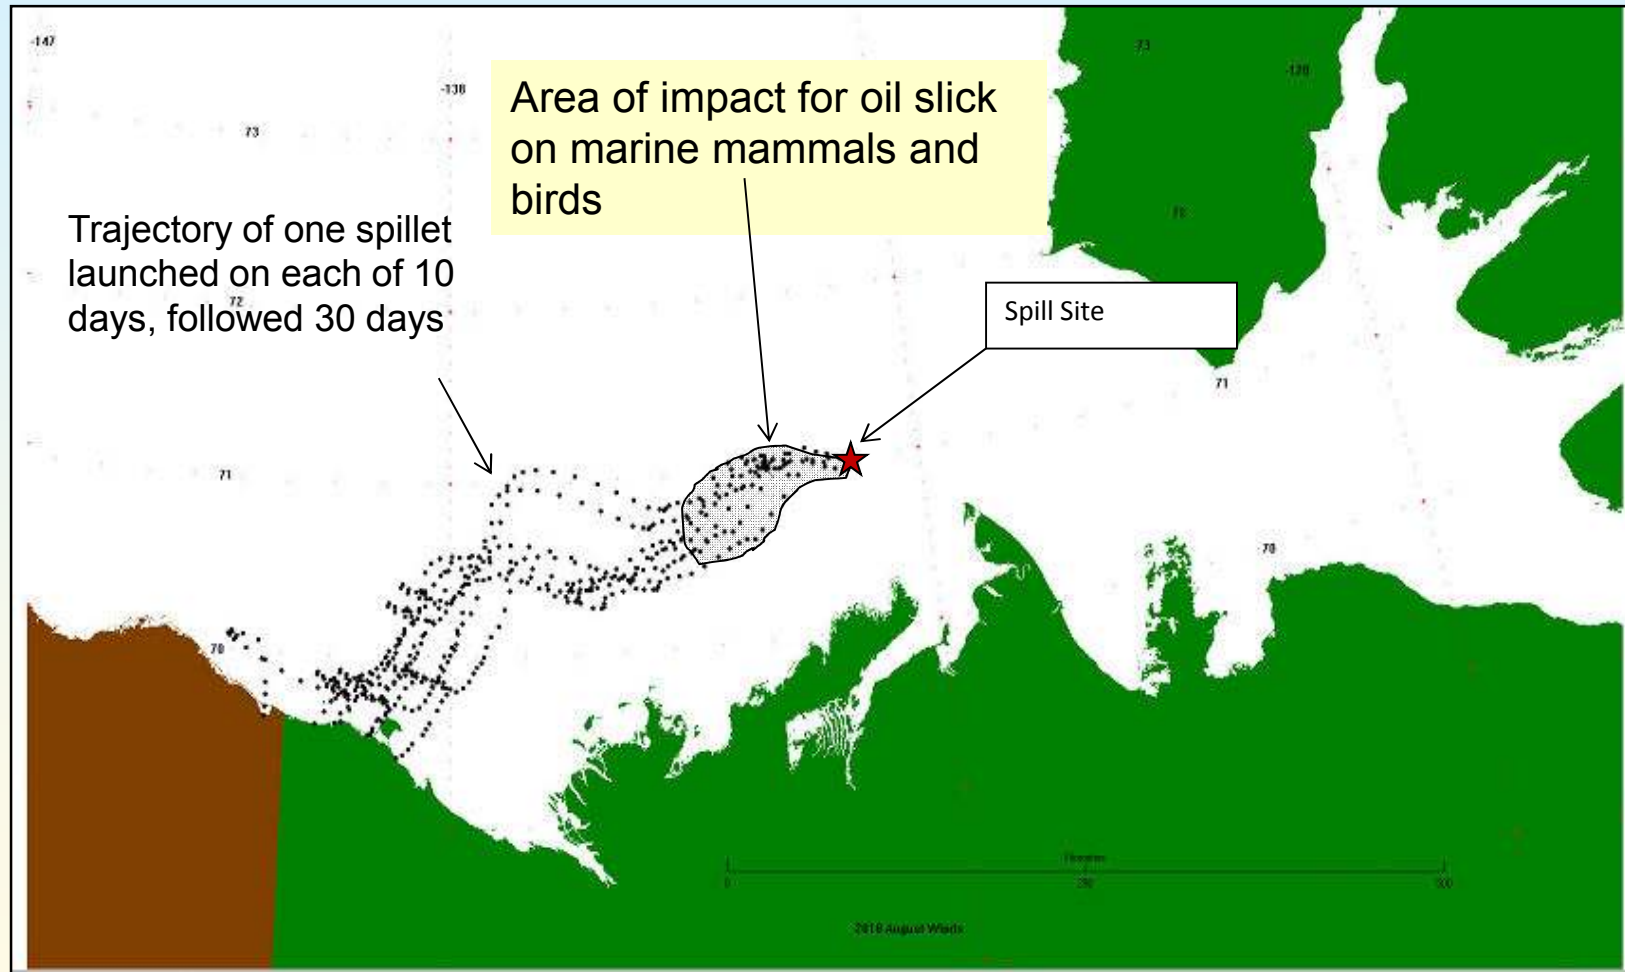 -147
-73
-128
-138
Area of impact for oil slick
on marine mammals and
birds
73
Trajectory of one spillet
launched on each of 10
days, followed 30 days
72
Spill Site
71
71
70
70
0
2010 August Winds